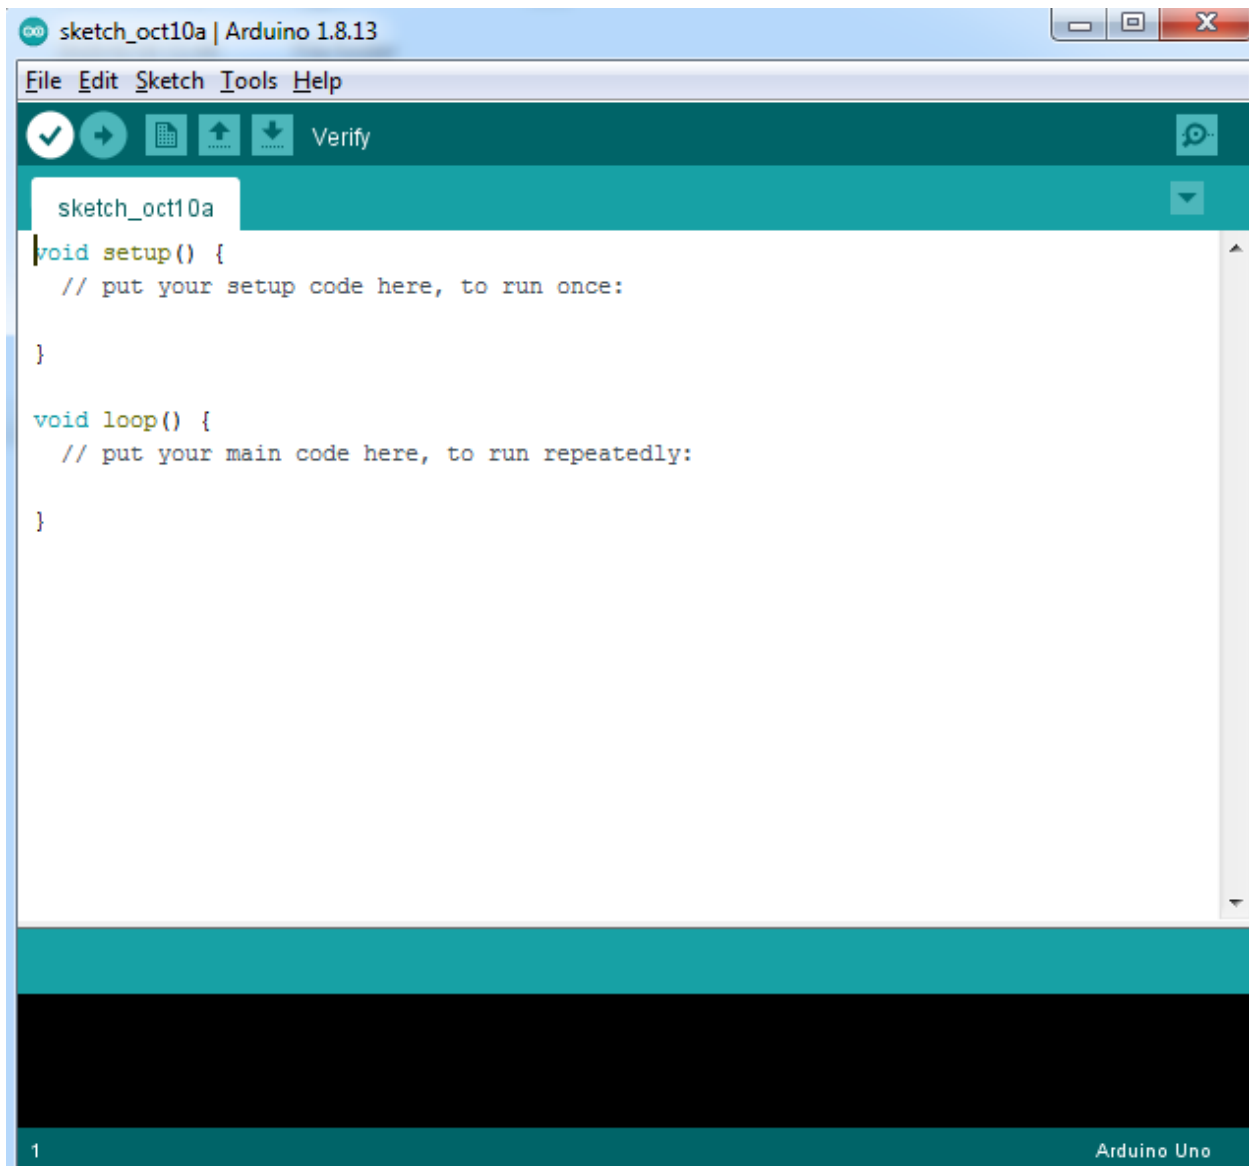 sketch_oct10a | Arduino 1.8.13
File Edit Sketch Tools Help
Verify
sketch_oct10a
void setup() {
  // put your setup code here, to run once:
}
void loop() {
  // put your main code here, to run repeatedly:
}
1 Arduino Uno